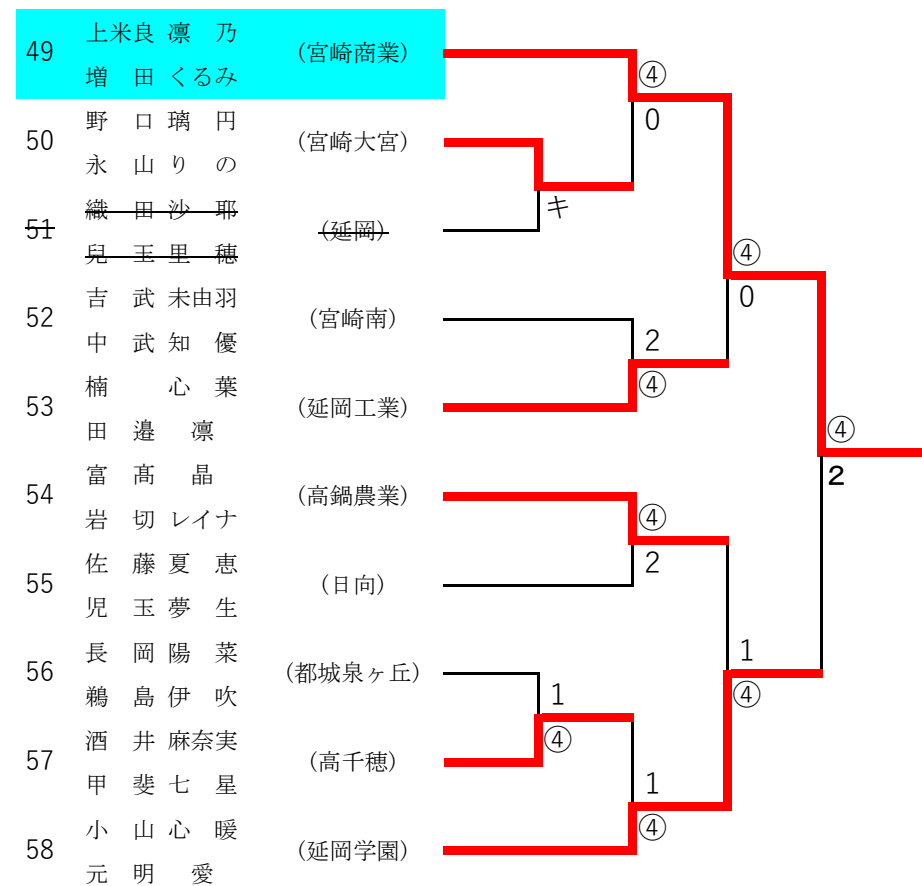 上米良 凛 乃
49 (宮崎商業)
増 田 くるみ
④
野 口 璃 円
0
50 (宮崎大宮)
永 山 り の
織 田 沙 耶
キ
51 (延岡)
兒 玉 里 穂
④
吉 武 未由羽
0
52 (宮崎南)
中 武 知 優
2
楠 心 葉
④
53 (延岡工業)
田 邉 凛
④
富 髙 晶
2
54 (高鍋農業)
岩 切 レイナ
④
佐 藤 夏 恵
2
55 (日向)
児 玉 夢 生
長 岡 陽 菜
1
56 (都城泉ヶ丘)
鵜 島 伊 吹
④
1
酒 井 麻奈実
④
57 (高千穂)
甲 斐 七 星
1
小 山 心 暖
④
58 (延岡学園)
元 明 愛